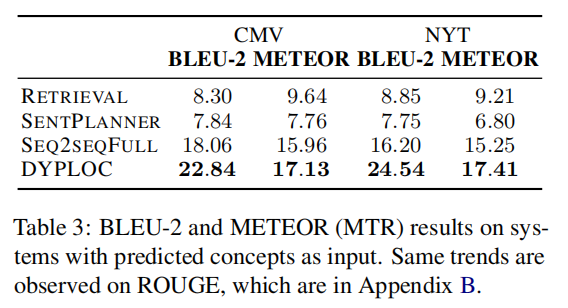 CMV NYT
BLEU-2 METEOR BLEU-2 METEOR
RETRIEVAL 8.30 9.64 8.85 9.21
SENTPLANNER 7.84 7.76 7.75 6.80
SEQ2SEQFULL 18.06 15.96 16.20 15.25
DYPLOC 22.84 17.13 24.54 17.41
Table 3: BLEU-2 and METEOR (MTR) results on sys-
tems with predicted concepts as input. Same trends are
observed on ROUGE, which are in Appendix B.